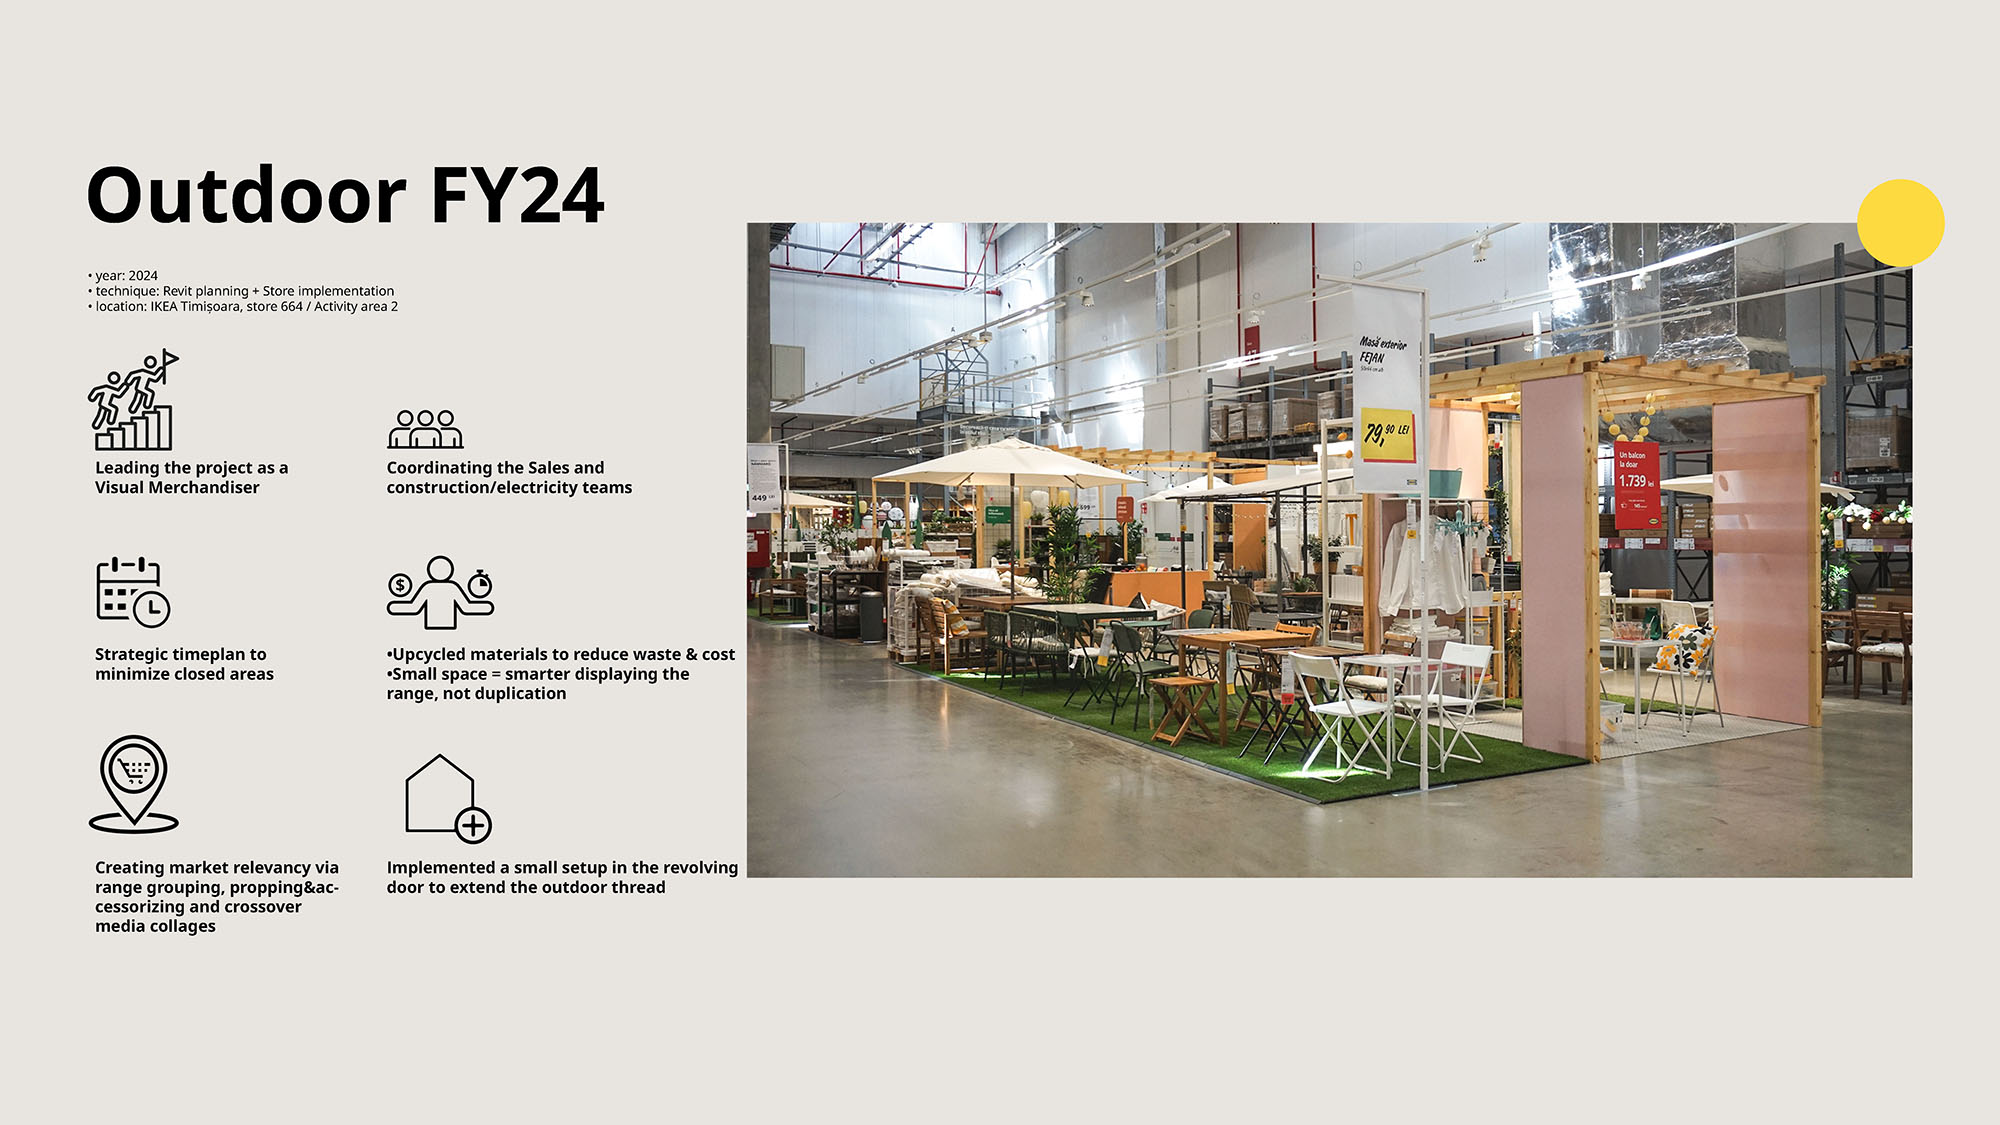 Outdoor FY24
• year: 2024
• technique: Revit planning + Store implementation
• location: IKEA Timișoara, store 664 / Activity area 2
Leading the project as a
Visual Merchandiser
Coordinating the Sales and
construction/electricity teams
Strategic timeplan to
minimize closed areas
$
•Upcycled materials to reduce waste & cost
•Small space = smarter displaying the
range, not duplication
Creating market relevancy via
range grouping, propping&ac-
cessorizing and crossover
media collages
Implemented a small setup in the revolving
door to extend the outdoor thread
Masă exterior
FEJAN
79,90 LEI
Un balcon
la doar
1.739 lei
449
699